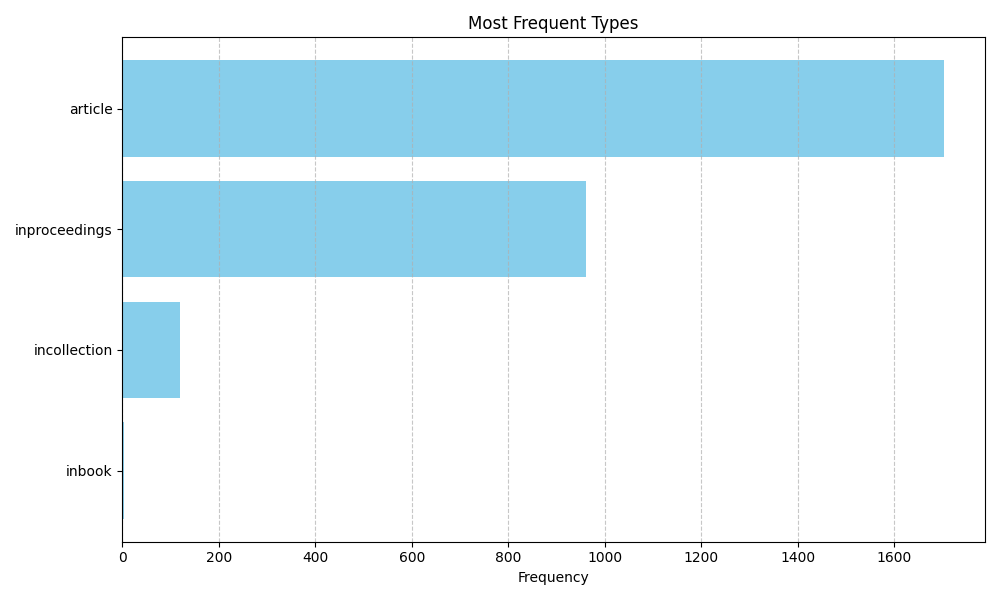 Most Frequent Types
article
inproceedings
incollection
inbook
0 200 400 600 800 1000 1200 1400 1600
Frequency